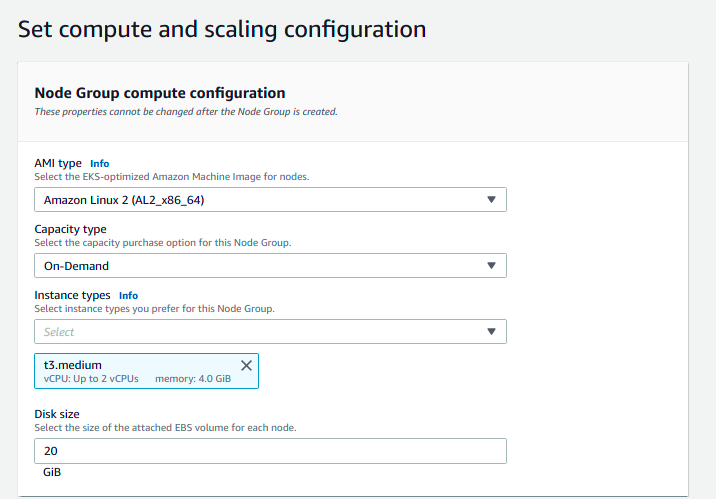 Set compute and scaling configuration
Node Group compute configuration
These properties cannot be changed after the Node Group is created.
AMI type Info
Select the EKS-optimized Amazon Machine Image for nodes.
Amazon Linux 2 (AL2_x86_64)
Capacity type
Select the capacity purchase option for this Node Group.
On-Demand
Instance types Info
Select instance types you prefer for this Node Group.
Select
t3.medium
vCPU: Up to 2 vCPUs memory: 4.0 GiB
Disk size
Select the size of the attached EBS volume for each node.
20
GiB